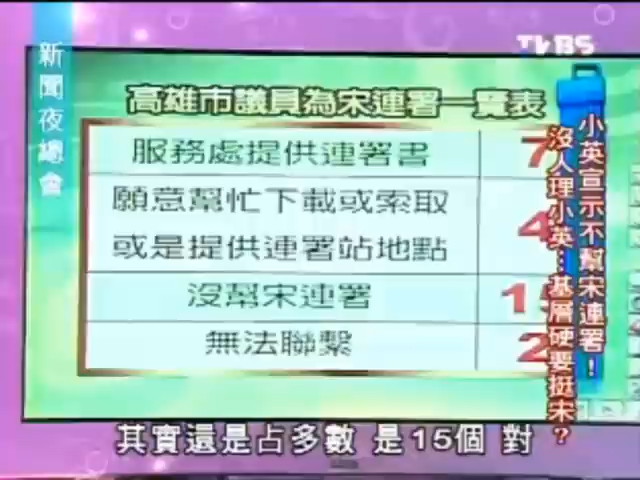 TVBS
新聞夜總會
高雄市議員為宋連署一覽表
服務處提供連署書 7
願意幫忙下載或索取
或是提供連署站地點 4
沒幫宋連署 15
無法聯繫 2
小英宣示不幫宋連署!
沒人理小英…基層硬要挺宋?
其實還是占多數 是15個 對